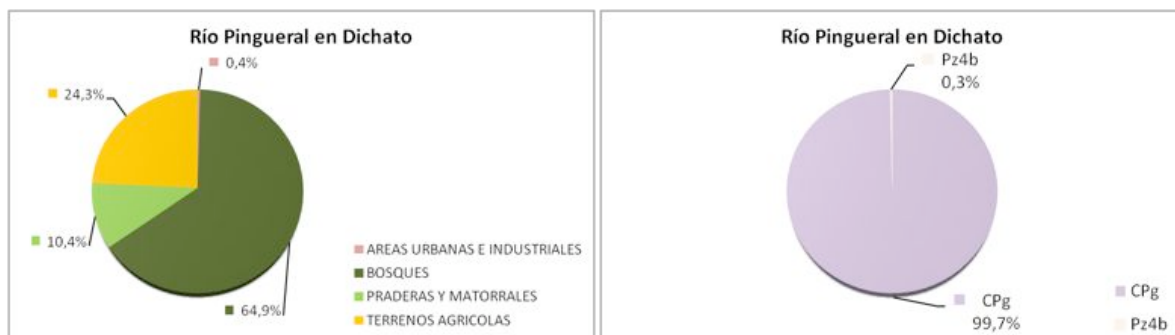 Río Pingueral en Dichato
0,4%
24,3%
10,4%
64,9%
AREAS URBANAS E INDUSTRIALES
BOSQUES
PRADERAS Y MATORRALES
TERRENOS AGRICOLAS
Río Pingueral en Dichato
Pz4b
0,3%
CPg
99,7%
CPg
Pz4b